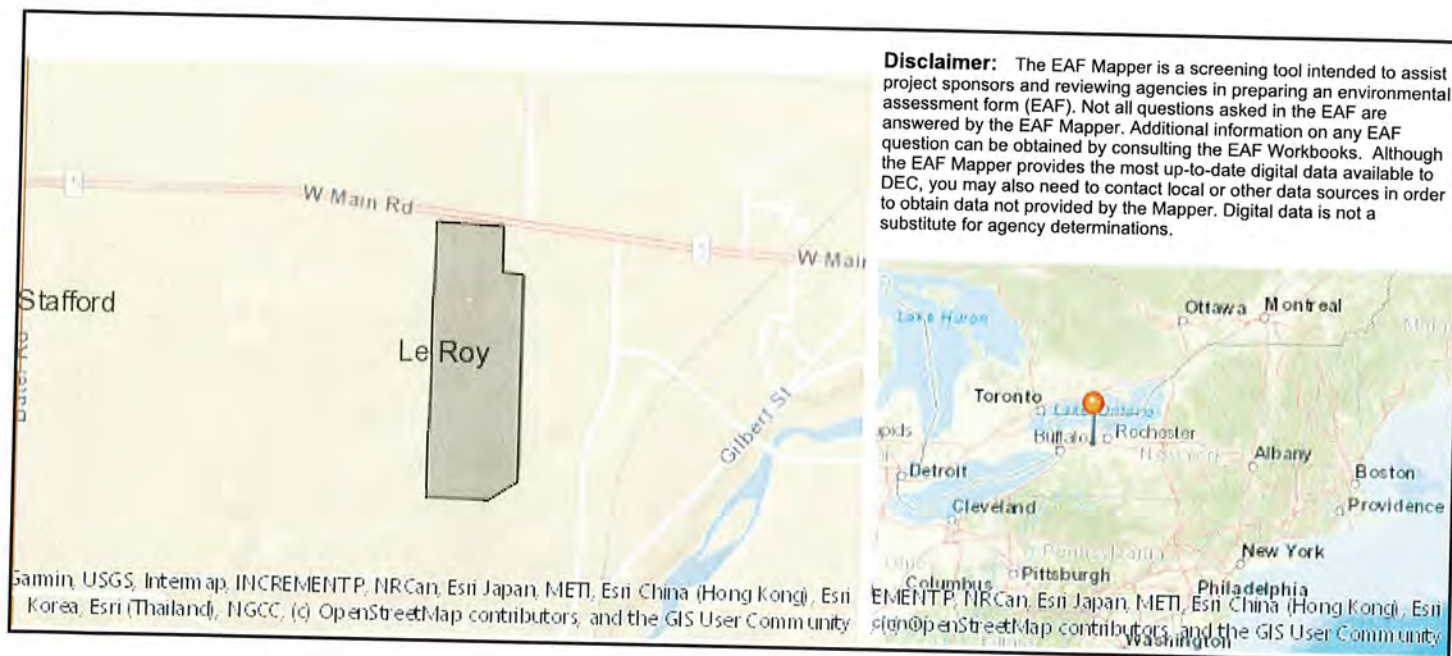 Disclaimer: The EAF Mapper is a screening tool intended to assist
project sponsors and reviewing agencies in preparing an environmental
assessment form (EAF). Not all questions asked in the EAF are
answered by the EAF Mapper. Additional information on any EAF
question can be obtained by consulting the EAF Workbooks. Although
the EAF Mapper provides the most up-to-date digital data available to
DEC, you may also need to contact local or other data sources in order
to obtain data not provided by the Mapper. Digital data is not a
substitute for agency determinations.
5
W Main Rd
5
W Main
Stafford
Le Roy
Gilbert St
Garmin, USGS, Intermap, INCREMENT P, NRCan, Esri Japan, METI, Esri China (Hong Kong), Esri
Korea, Esri (Thailand), NGCC, (c) OpenStreetMap contributors, and the GIS User Community
Lake Huron
Ottawa
Montreal
Toronto
Lake Ontario
apids
Buffalo
Rochester
New York
Albany
Detroit
Boston
Cleveland
Providence
Pennsylvania
New York
Ohio
Columbus
Pittsburgh
Philadelphia
EMENT P, NRCan, Esri Japan, METI, Esri China (Hong Kong), Esri
OpenStreetMap contributors, and the GIS User Community
Washington